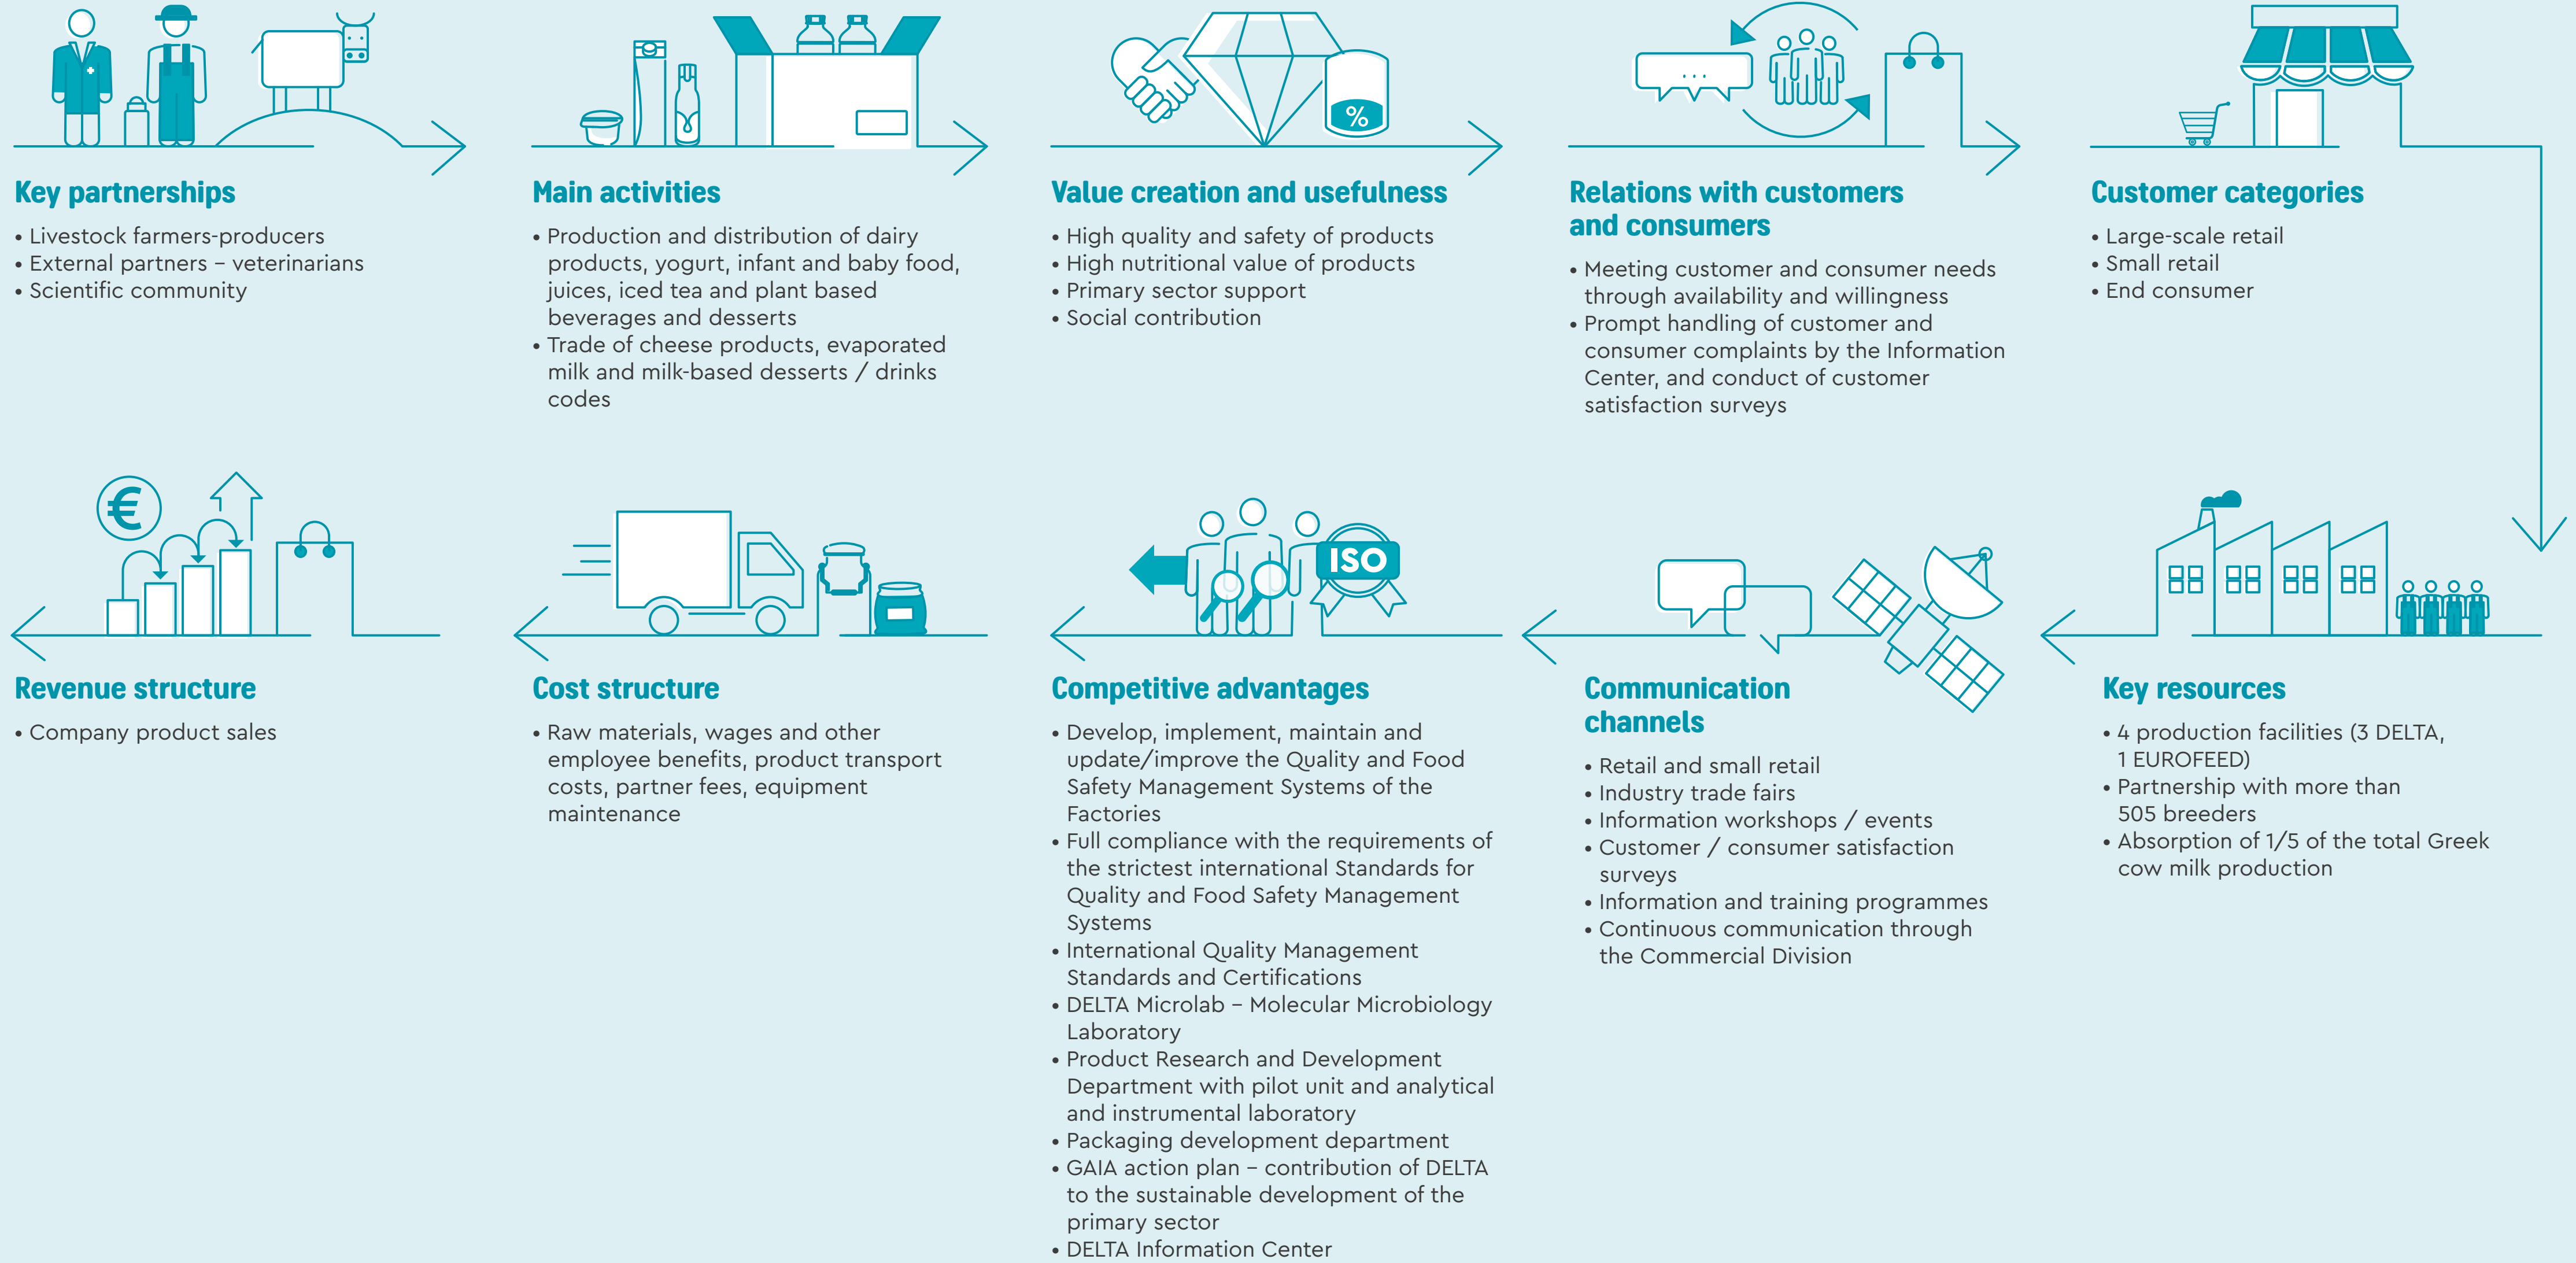 %
...
Key partnerships
• Livestock farmers-producers
• External partners – veterinarians
• Scientific community
Main activities
• Production and distribution of dairy
products, yogurt, infant and baby food,
juices, iced tea and plant based
beverages and desserts
• Trade of cheese products, evaporated
milk and milk-based desserts / drinks
codes
Value creation and usefulness
• High quality and safety of products
• High nutritional value of products
• Primary sector support
• Social contribution
Relations with customers
and consumers
• Meeting customer and consumer needs
through availability and willingness
• Prompt handling of customer and
consumer complaints by the Information
Center, and conduct of customer
satisfaction surveys
Customer categories
• Large-scale retail
• Small retail
• End consumer
€
ISO
Revenue structure
• Company product sales
Cost structure
• Raw materials, wages and other
employee benefits, product transport
costs, partner fees, equipment
maintenance
Competitive advantages
• Develop, implement, maintain and
update/improve the Quality and Food
Safety Management Systems of the
Factories
• Full compliance with the requirements of
the strictest international Standards for
Quality and Food Safety Management
Systems
• International Quality Management
Standards and Certifications
• DELTA Microlab – Molecular Microbiology
Laboratory
• Product Research and Development
Department with pilot unit and analytical
and instrumental laboratory
• Packaging development department
• GAIA action plan – contribution of DELTA
to the sustainable development of the
primary sector
• DELTA Information Center
Communication
channels
• Retail and small retail
• Industry trade fairs
• Information workshops / events
• Customer / consumer satisfaction
surveys
• Information and training programmes
• Continuous communication through
the Commercial Division
Key resources
• 4 production facilities (3 DELTA,
1 EUROFEED)
• Partnership with more than
505 breeders
• Absorption of 1/5 of the total Greek
cow milk production